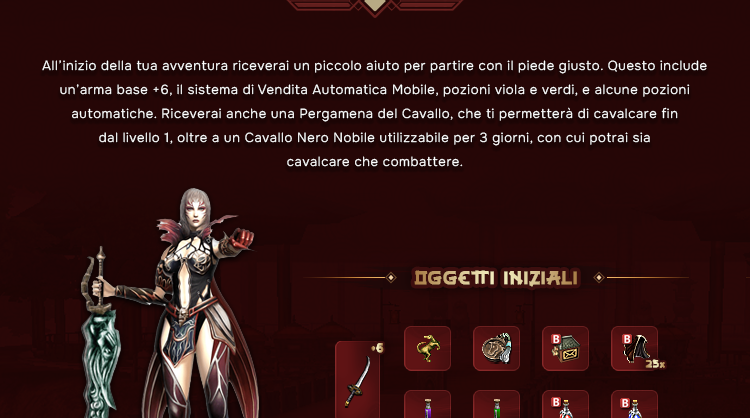 All'inizio della tua avventura riceverai un piccolo aiuto per partire con il piede giusto. Questo include
un'arma base +6, il sistema di Vendita Automatica Mobile, pozioni viola e verdi, e alcune pozioni
automatiche. Riceverai anche una Pergamena del Cavallo, che ti permetterà di cavalcare fin
dal livello 1, oltre a un Cavallo Nero Nobile utilizzabile per 3 giorni, con cui potrai sia
cavalcare che combattere.
OGGETTI INIZIALI
+6
B
B
25x
B
B